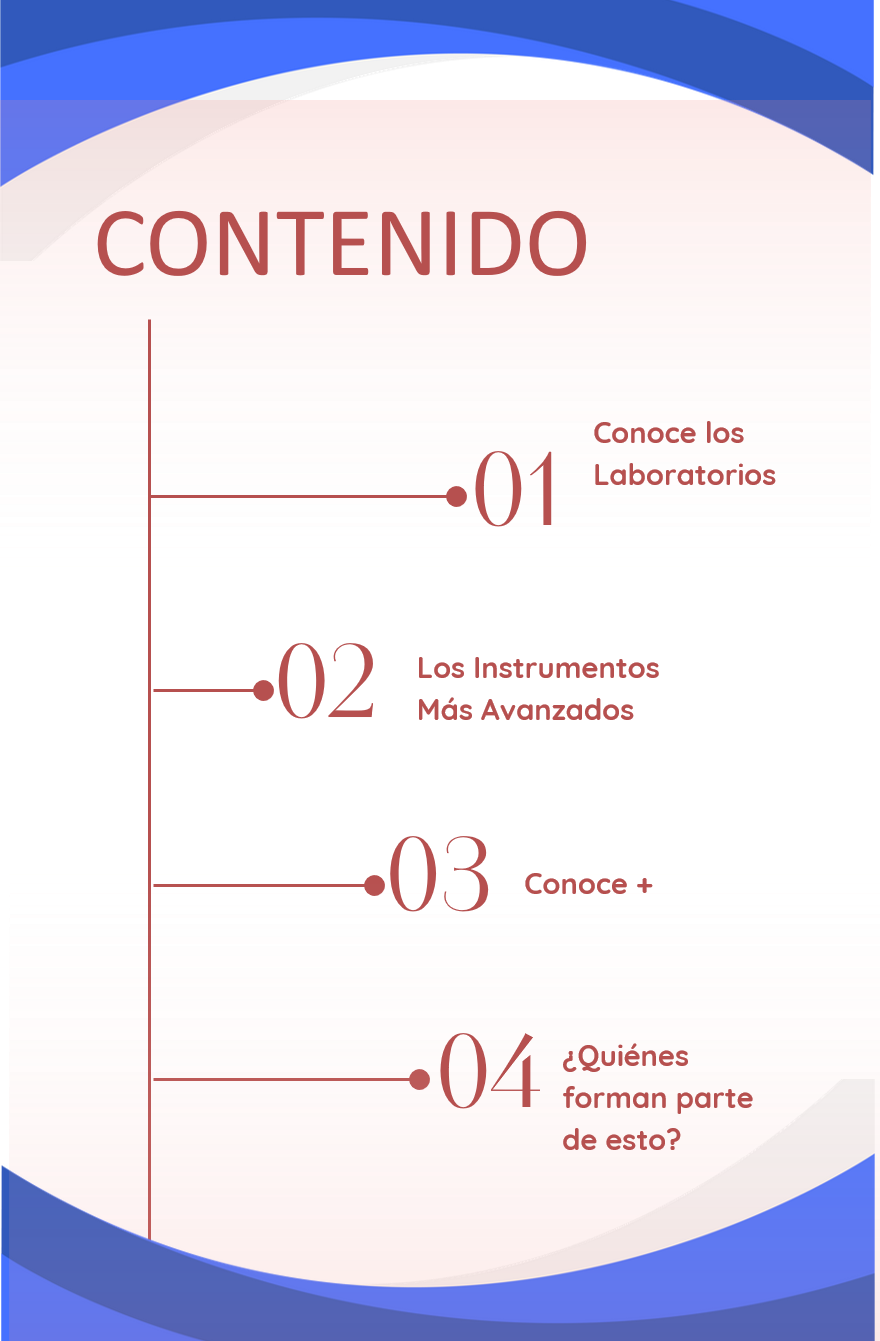 CONTENIDO
01
Conoce los
Laboratorios
02
Los Instrumentos
Más Avanzados
03
Conoce +
04
¿Quiénes
forman parte
de esto?